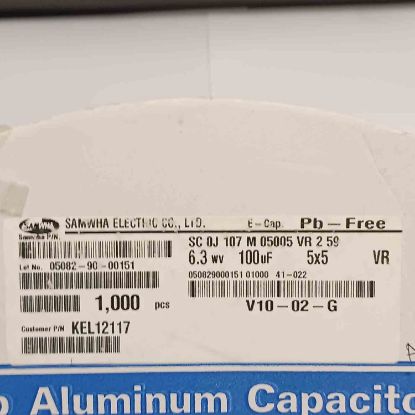 SAMWHA
SAMWHA ELECTRIC CO., LTD. E-Cap. Pb-Free
Samwha P/N.
SC 0J 107 M 05005 VR 2 59
6.3 wv 100uF 5x5 VR
Lot No. 05082-90-00151
050829000151 01000 41-022
1,000 pcs
V10-02-G
Customer P/N KEL12117
Aluminum Capacito